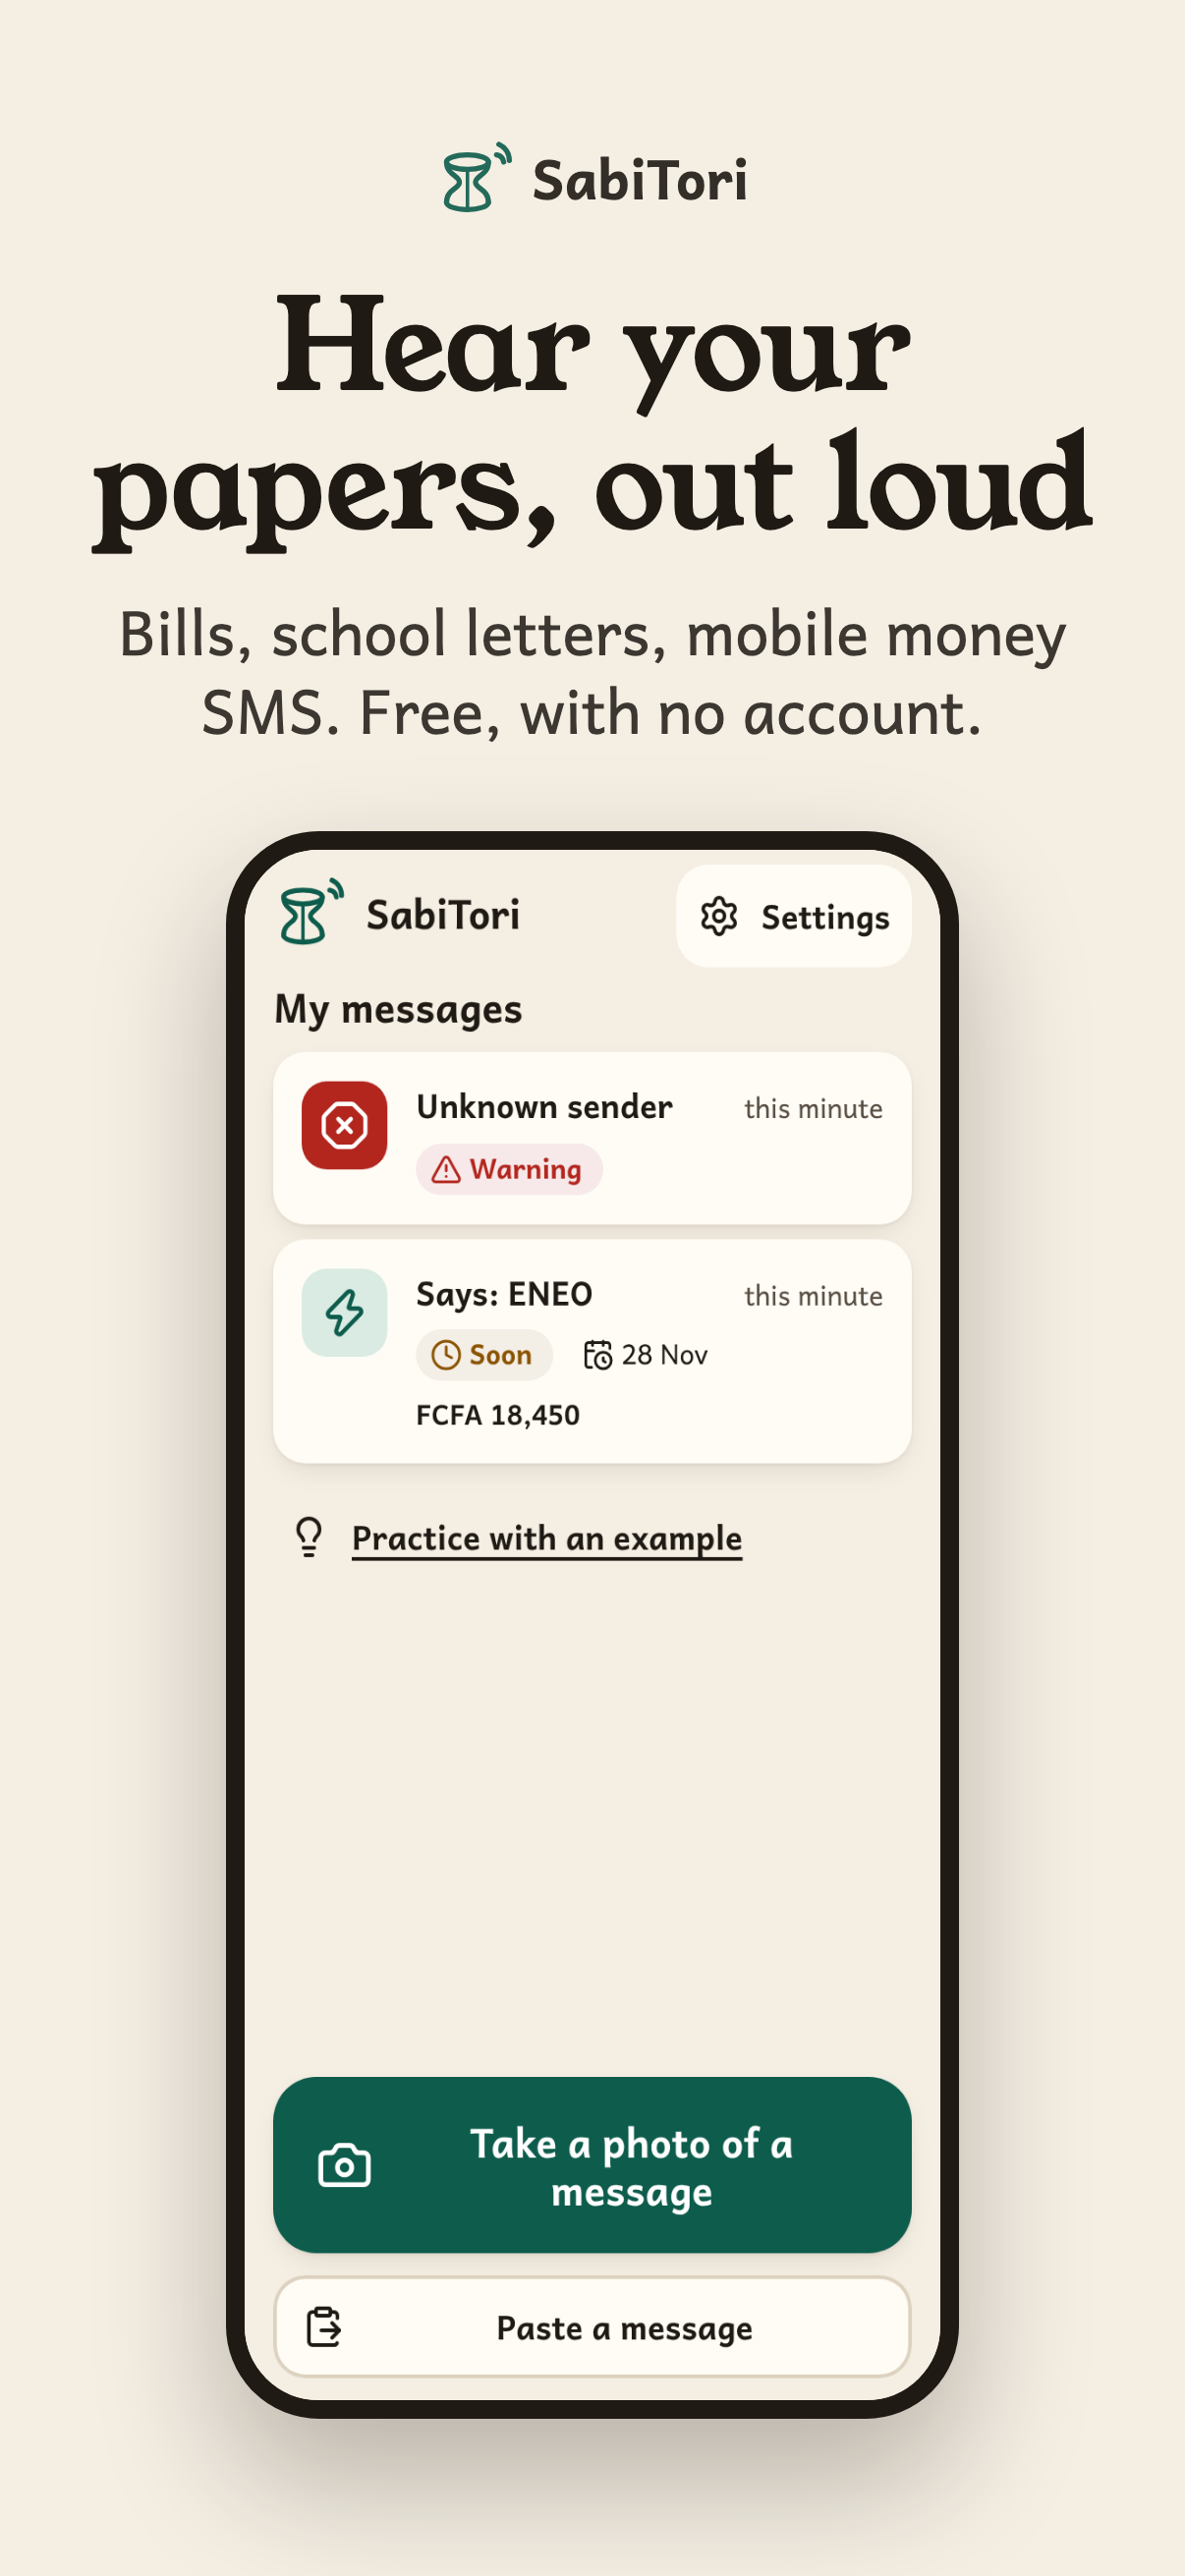 SabiTori
Hear your
papers, out loud
Bills, school letters, mobile money
SMS. Free, with no account.
SabiTori
Settings
My messages
Unknown sender
this minute
Warning
Says: ENEO
this minute
Soon
28 Nov
FCFA 18,450
Practice with an example
Take a photo of a
message
Paste a message